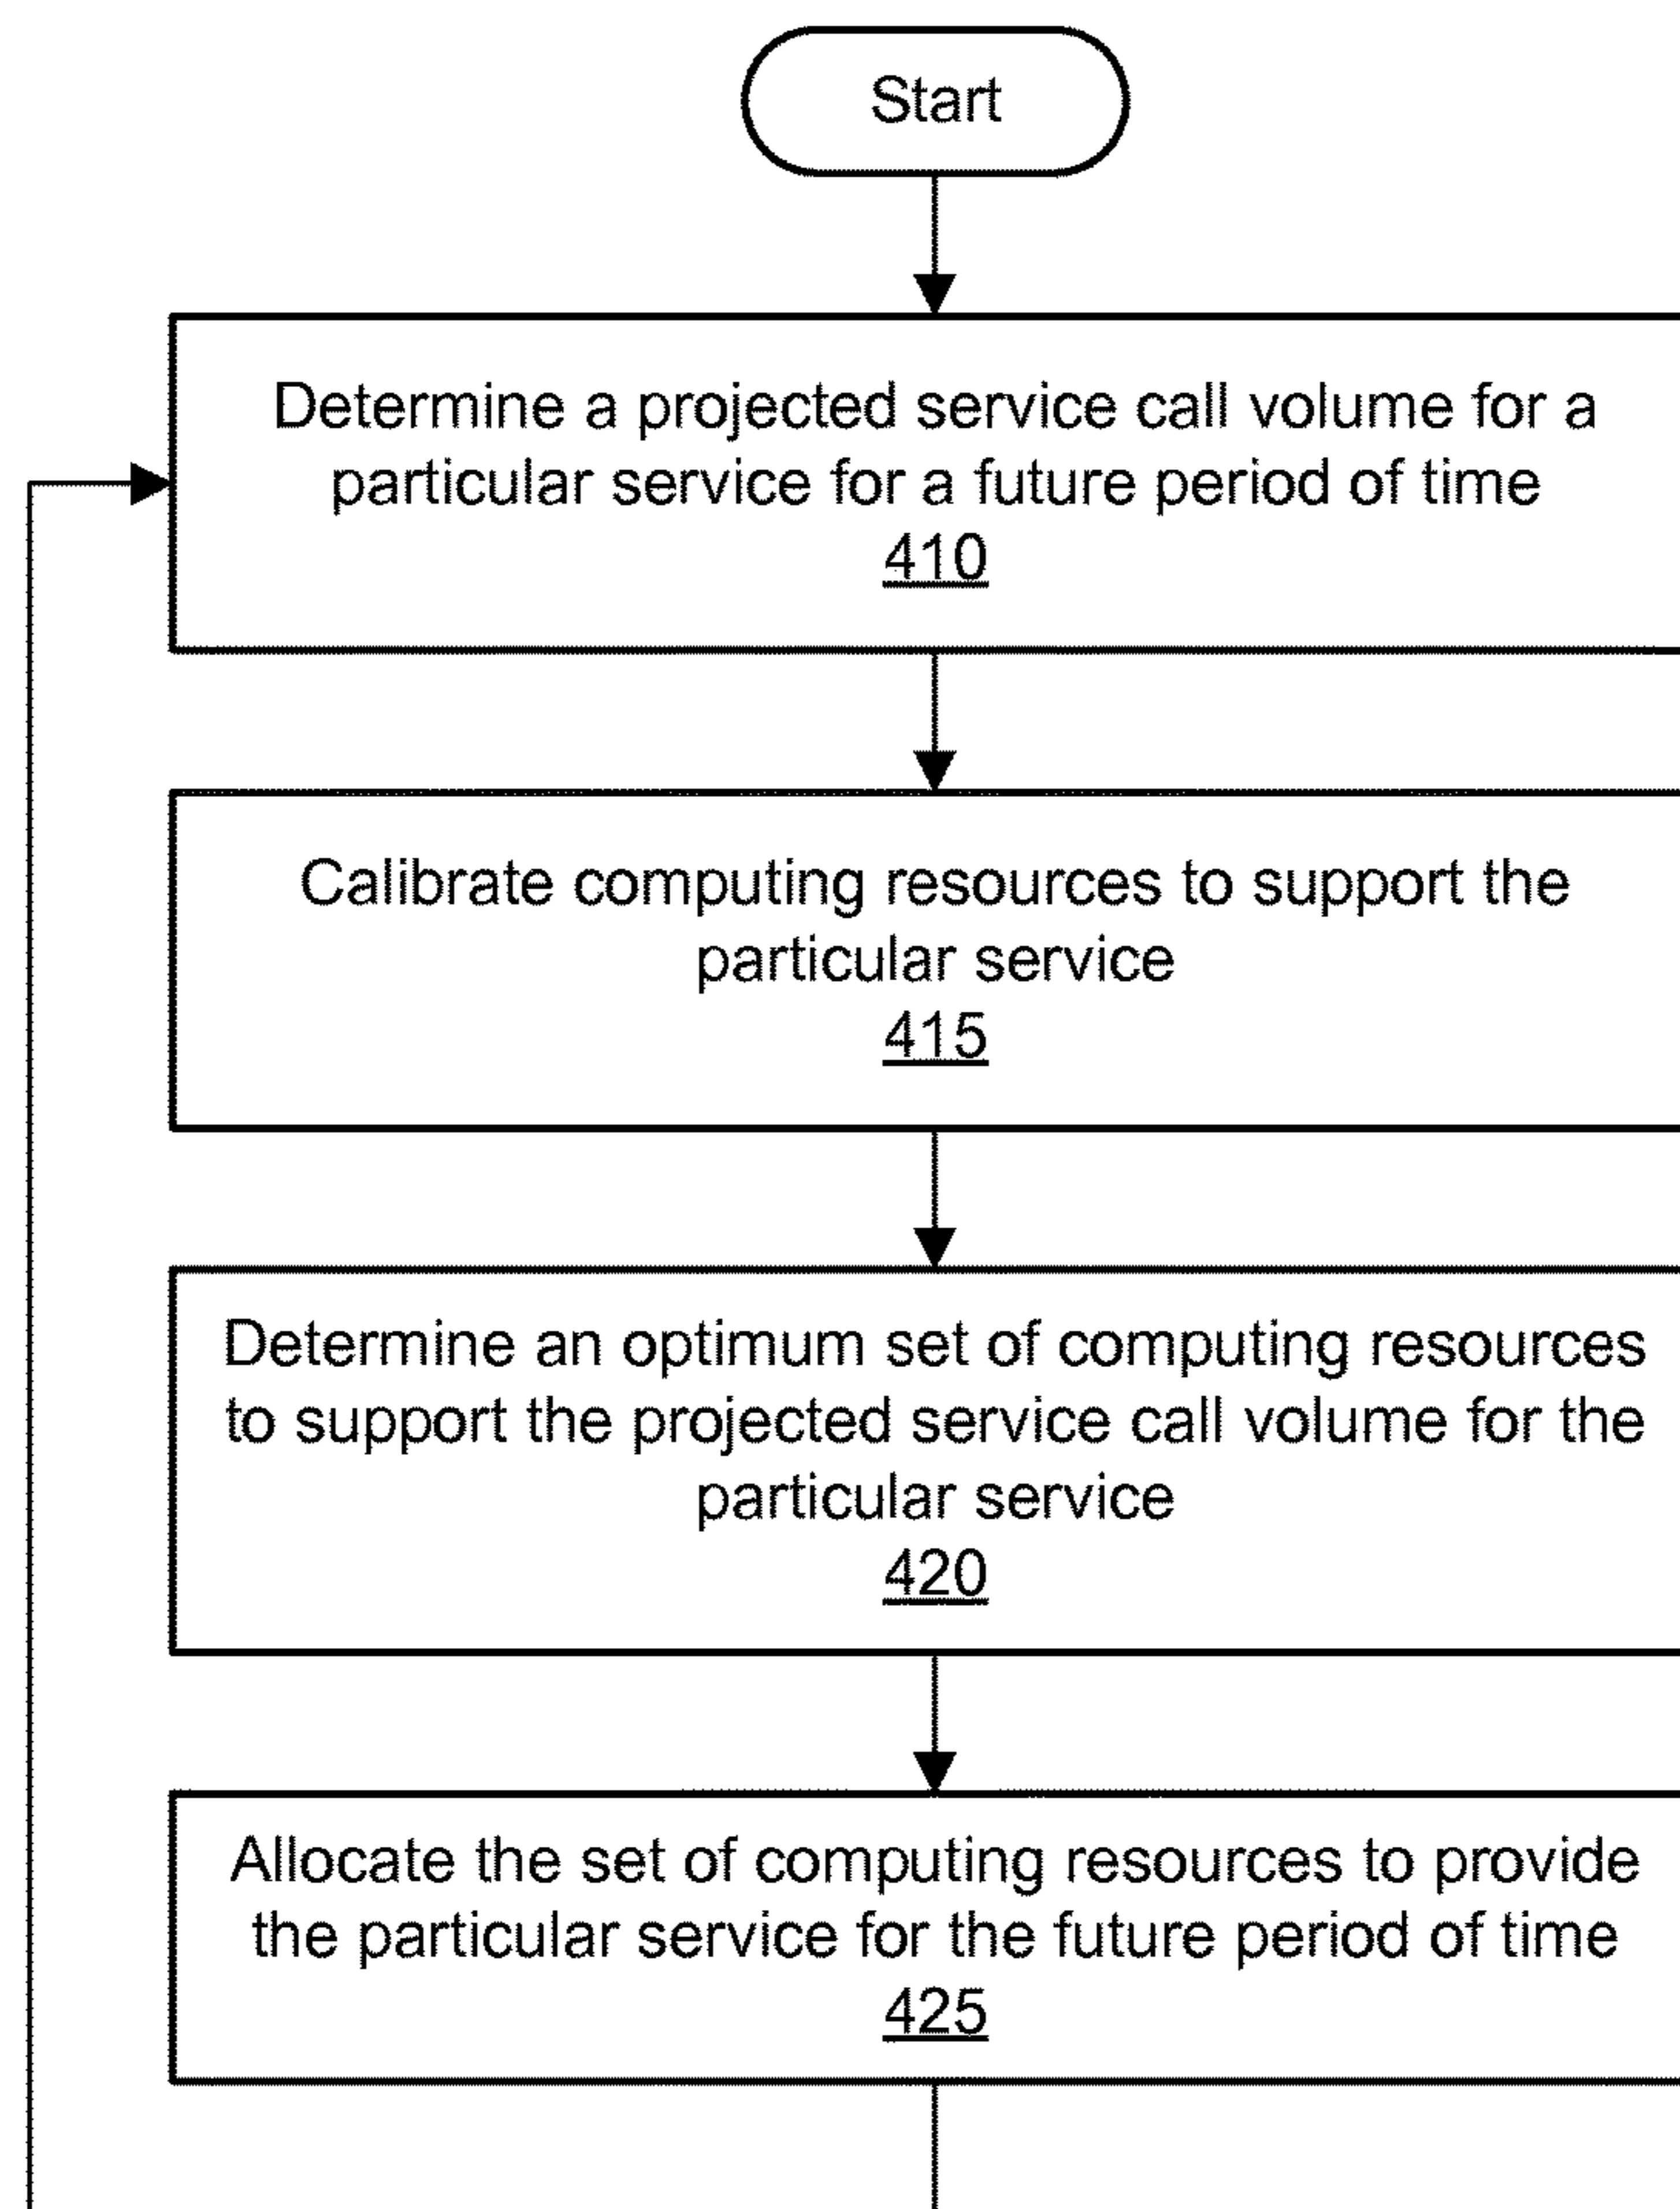 Start
Determine a projected service call volume for a
particular service for a future period of time
410
Calibrate computing resources to support the
particular service
415
Determine an optimum set of computing resources
to support the projected service call volume for the
particular service
420
Allocate the set of computing resources to provide
the particular service for the future period of time
425